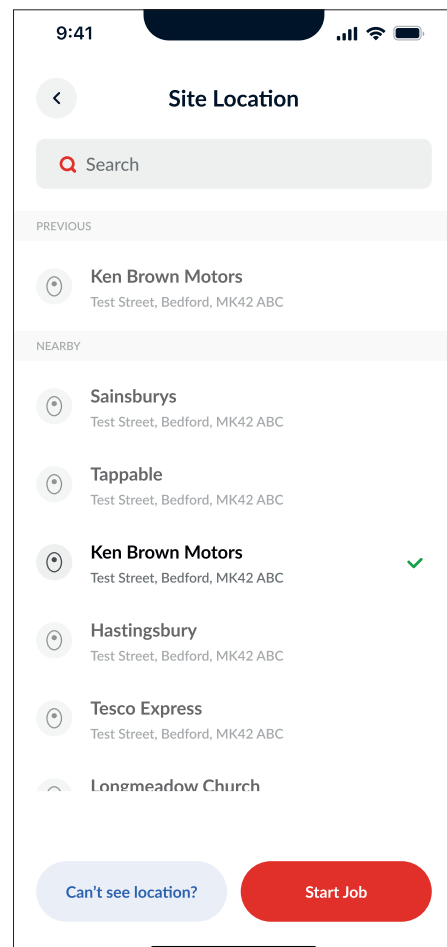 9:41
Site Location
Search
PREVIOUS
Ken Brown Motors
Test Street, Bedford, MK42 ABC
NEARBY
Sainsburys
Test Street, Bedford, MK42 ABC
Tappable
Test Street, Bedford, MK42 ABC
Ken Brown Motors
Test Street, Bedford, MK42 ABC
Hastingsbury
Test Street, Bedford, MK42 ABC
Tesco Express
Test Street, Bedford, MK42 ABC
Longmeadow Church
Can't see location?
Start Job